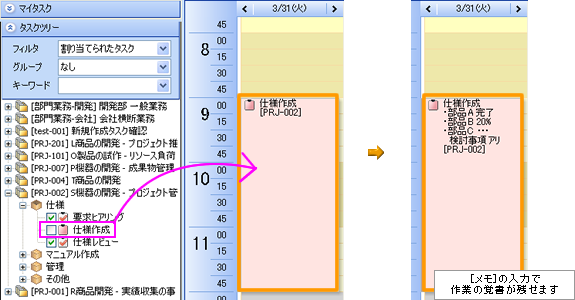 マイタスク
タスクツリー
フィルタ 割り当てられたタスク
グループ なし
キーワード
[部門業務-開発] 開発部 一般業務
[部門業務-会社] 会社横断業務
[test-001] 新規作成タスク確認
[PRJ-201] L商品の開発 - プロジェクト推
[PRJ-101] O製品の試作 - リソース負荷
[PRJ-007] P機器の開発 - 成果物管理
[PRJ-004] T商品の開発
[PRJ-002] S機器の開発 - プロジェクト管
仕様
要求ヒアリング
仕様作成
仕様レビュー
マニュアル作成
管理
その他
[PRJ-001] R商品開発 - 実績収集の事
3/31(火)
45
8 00
15
30
45
9 00
15
30
45
10 00
15
30
45
11 00
15
30
45
仕様作成
[PRJ-002]
3/31(火)
仕様作成
・部品A 完了
・部品B 20%
・部品C …
検討事項アリ
[PRJ-002]
[メモ]の入力で
作業の覚書が残せます